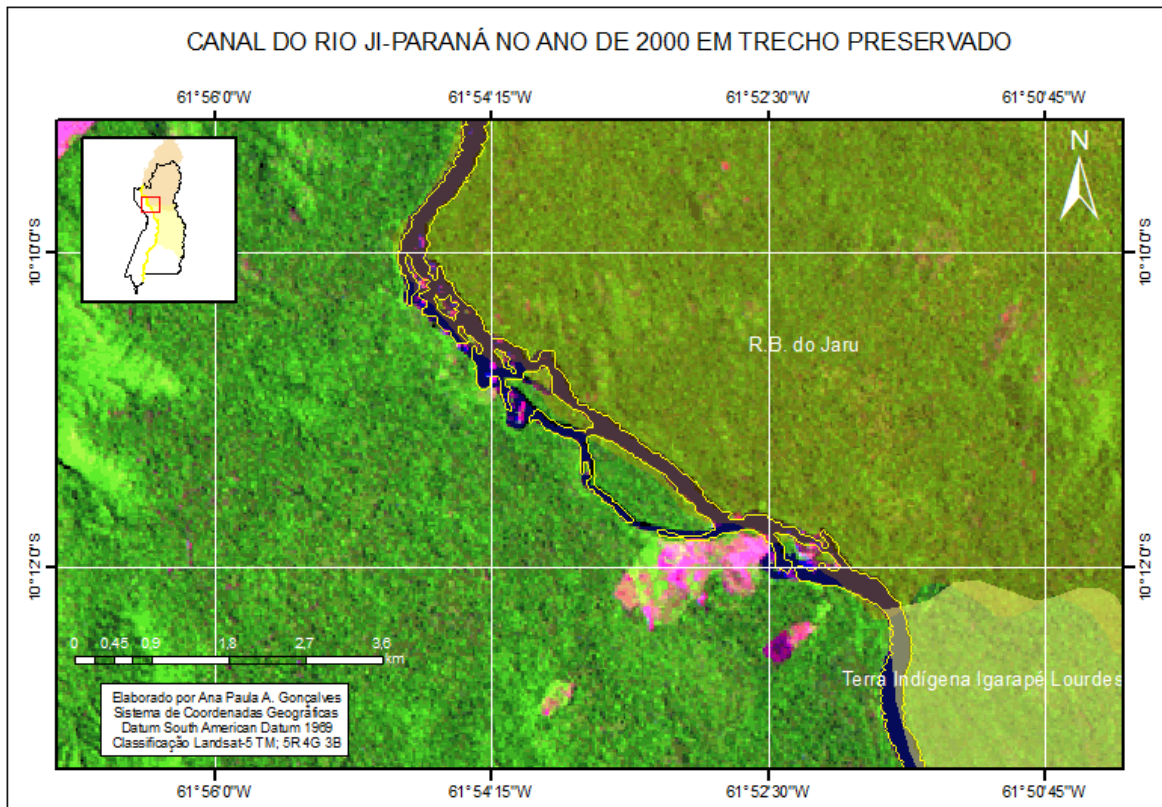 CANAL DO RIO JI-PARANÁ NO ANO DE 2000 EM TRECHO PRESERVADO
61°56'0"W 61°54'15"W 61°52'30"W 61°50'45"W
N
10°10'0"S 10°10'0"S
R.B. do Jaru
10°12'0"S 10°12'0"S
0 0,45 0,9 1,8 2,7 3,6
km
Terra Indígena Igarapé Lourdes
Elaborado por Ana Paula A. Gonçalves
Sistema de Coordenadas Geográficas
Datum South American Datum 1969
Classificação Landsat-5 TM; 5R 4G 3B
61°56'0"W 61°54'15"W 61°52'30"W 61°50'45"W